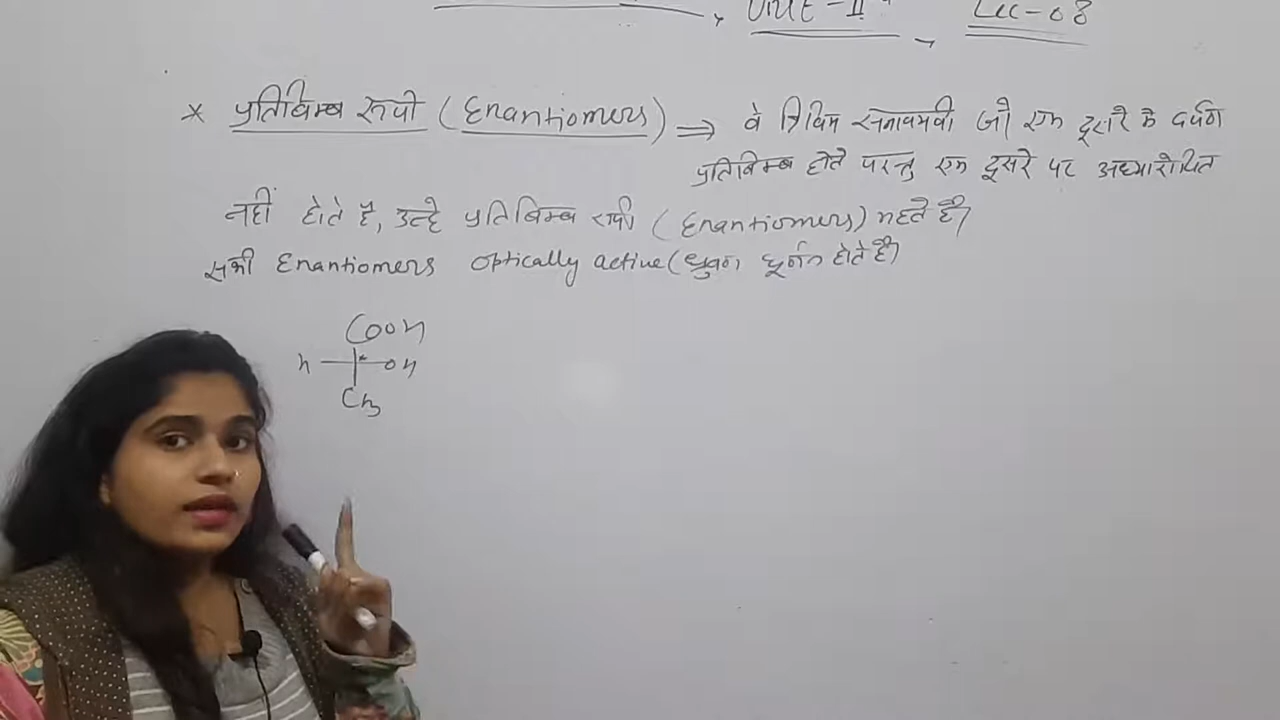 Unit-II, Lec-08
* प्रतिबिम्ब रूपी (Enantiomers) ⇒ वे त्रिविम समावयवी जो एक दूसरे के दर्पण
प्रतिबिम्ब होते परन्तु एक दूसरे पर अध्यारोपित
नहीं होते है, उन्हे प्रतिबिम्ब रूपी (Enantiomers) कहते है।
सभी Enantiomers optically active (ध्रुवण घूर्णन होते है।
COOH
H * OH
CH3